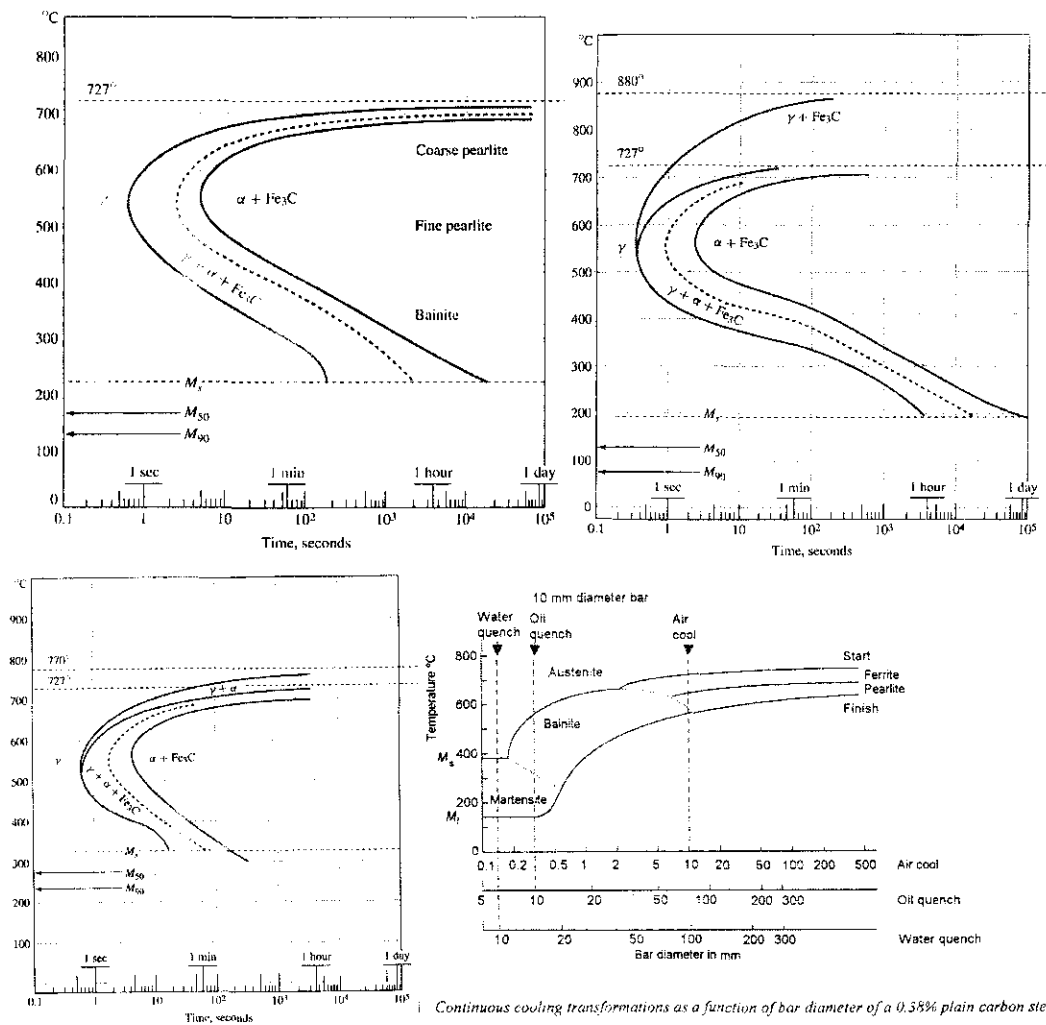 °C
800
727°
700
600
500
400
300
200
100
0
Coarse pearlite
α + Fe₃C
Fine pearlite
γ + α + Fe₃C
Bainite
Mₛ
M₅₀
M₉₀
1 sec 1 min 1 hour 1 day
0.1 1 10 10² 10³ 10⁴ 10⁵
Time, seconds
°C
900
880°
800
γ + Fe₃C
727°
700
600
γ
α + Fe₃C
500
γ + α + Fe₃C
400
300
200
Mₛ
M₅₀
100
M₉₀
0
1 sec 1 min 1 hour 1 day
0.1 1 10 10² 10³ 10⁴ 10⁵
Time, seconds
°C
900
800
770°
727°
700
γ + α
600
γ
α + Fe₃C
500
γ + α + Fe₃C
400
300
Mₛ
M₅₀
M₉₀
200
100
1 sec 1 min 1 hour 1 day
0.1 1 10 10² 10³ 10⁴ 10⁵
Time, seconds
10 mm diameter bar
Water quench
Oil quench
Air cool
Temperature °C
800
600
400
200
0
Austenite
Start
Ferrite
Pearlite
Finish
Bainite
Mₛ
Martensite
0.1 0.2 0.5 1 2 5 10 20 50 100 200 500 Air cool
5 10 20 50 100 200 300 Oil quench
10 20 50 100 200 300 Water quench
Bar diameter in mm
Continuous cooling transformations as a function of bar diameter of a 0.38% plain carbon ste